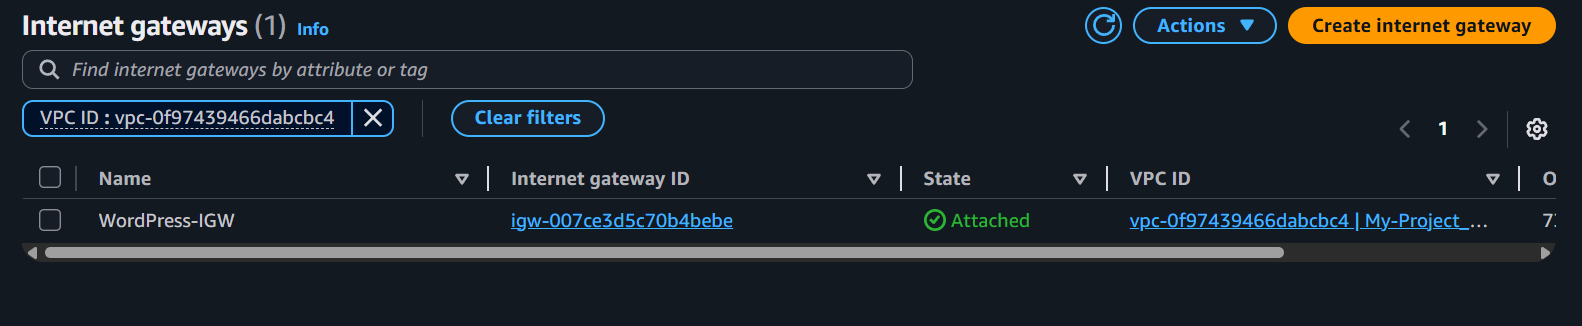 Internet gateways (1) Info
Actions
Create internet gateway
Find internet gateways by attribute or tag
VPC ID : vpc-0f97439466dabcbc4
Clear filters
1
Name Internet gateway ID State VPC ID O
WordPress-IGW igw-007ce3d5c70b4bebe Attached vpc-0f97439466dabcbc4 | My-Project_...